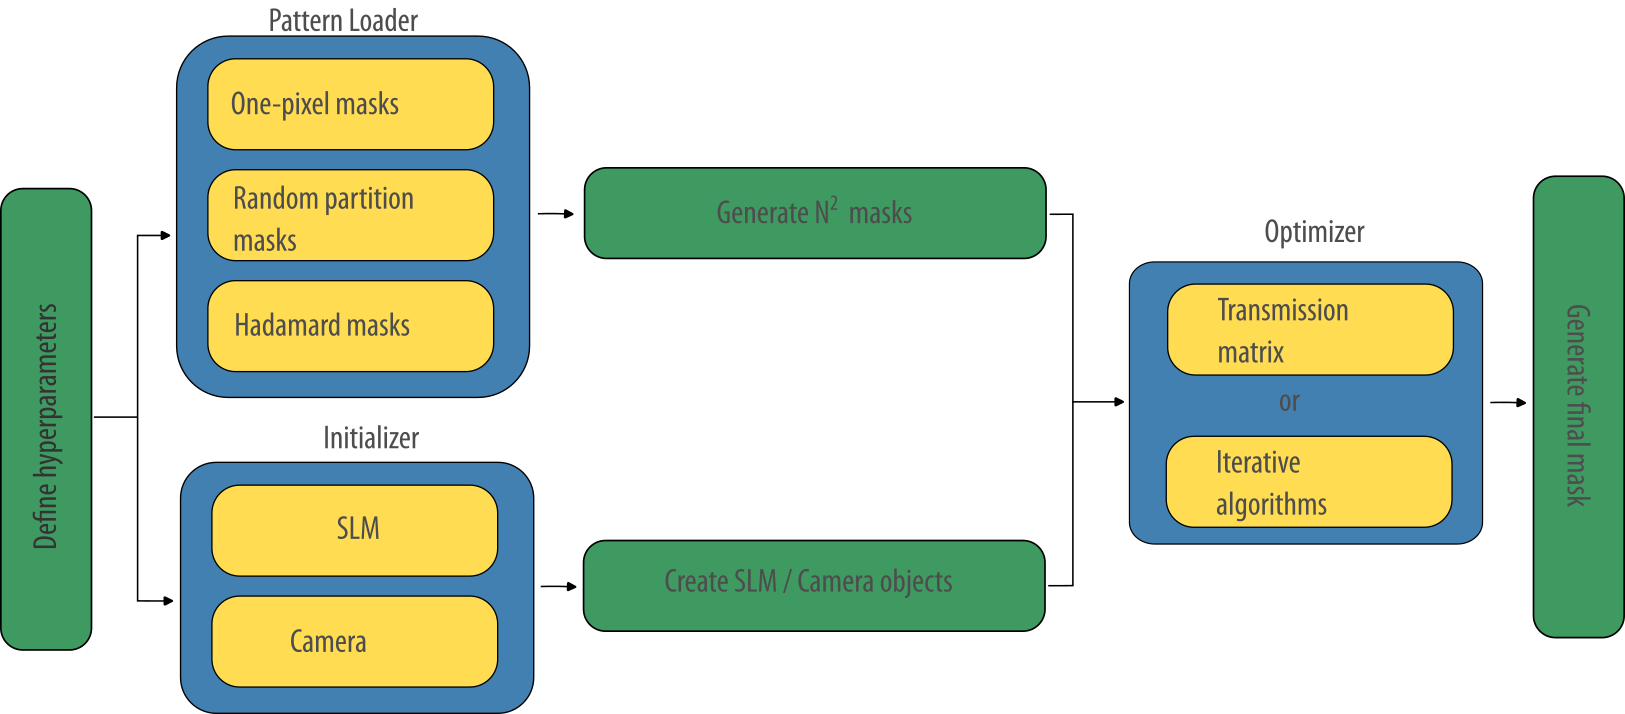 Define hyperparameters
Pattern Loader
One-pixel masks
Random partition
masks
Hadamard masks
Initializer
SLM
Camera
Generate N² masks
Create SLM / Camera objects
Optimizer
Transmission
matrix
or
Iterative
algorithms
Generate final mask